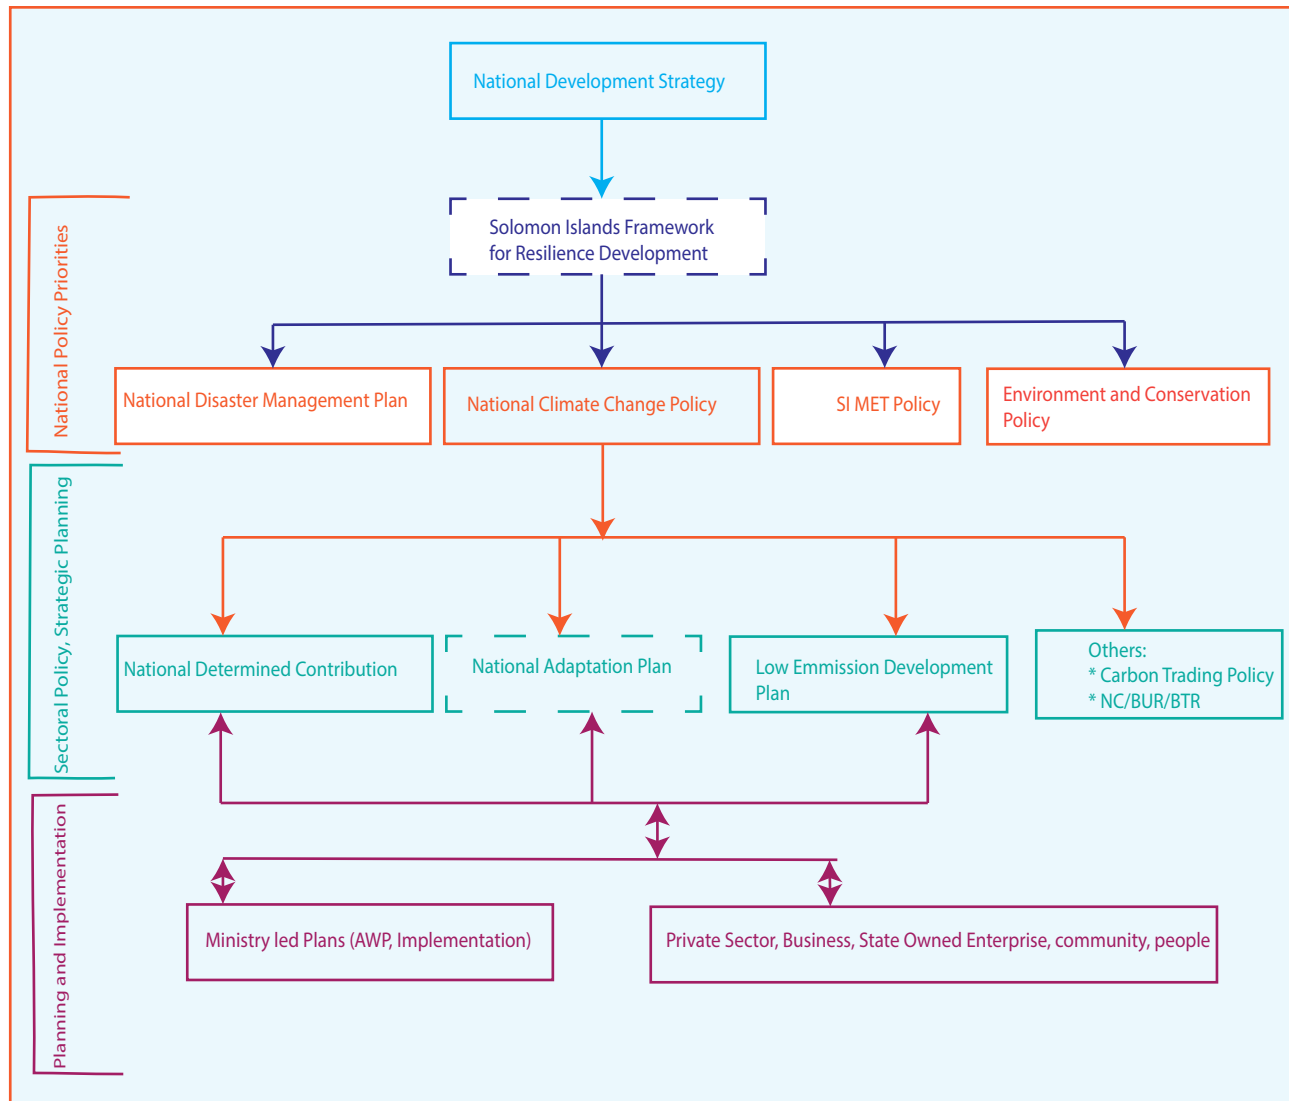 National Development Strategy
National Policy Priorities
Solomon Islands Framework
for Resilience Development
National Disaster Management Plan
National Climate Change Policy
SI MET Policy
Environment and Conservation
Policy
Sectoral Policy, Strategic Planning
National Determined Contribution
National Adaptation Plan
Low Emmission Development
Plan
Others:
* Carbon Trading Policy
* NC/BUR/BTR
Planning and Implementation
Ministry led Plans (AWP, Implementation)
Private Sector, Business, State Owned Enterprise, community, people